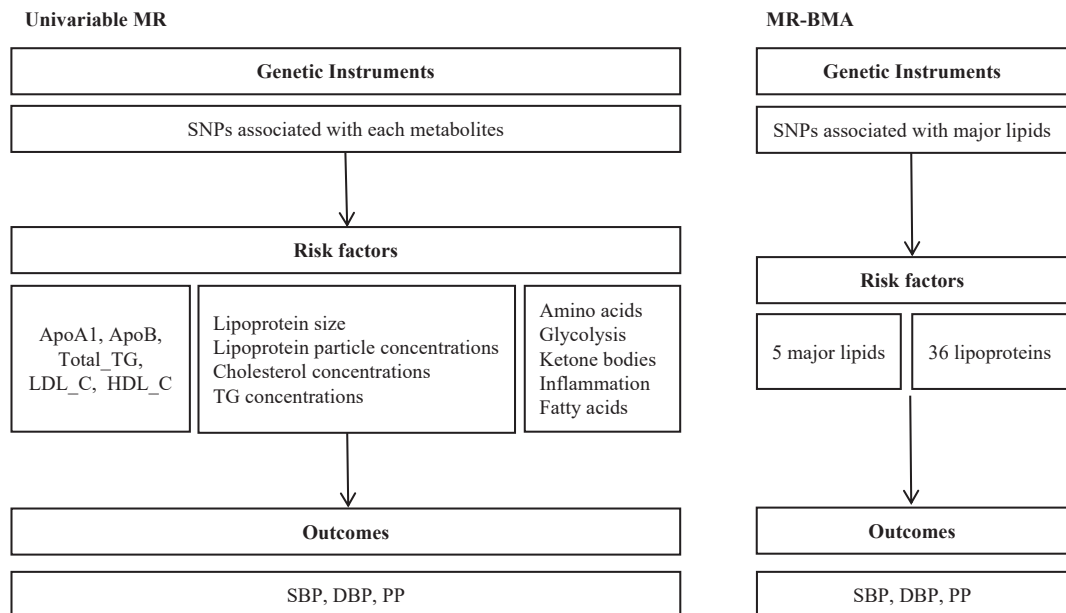 Univariable MR
Genetic Instruments
SNPs associated with each metabolites
Risk factors
ApoA1, ApoB,
Total_TG,
LDL_C, HDL_C
Lipoprotein size
Lipoprotein particle concentrations
Cholesterol concentrations
TG concentrations
Amino acids
Glycolysis
Ketone bodies
Inflammation
Fatty acids
Outcomes
SBP, DBP, PP
MR-BMA
Genetic Instruments
SNPs associated with major lipids
Risk factors
5 major lipids
36 lipoproteins
Outcomes
SBP, DBP, PP